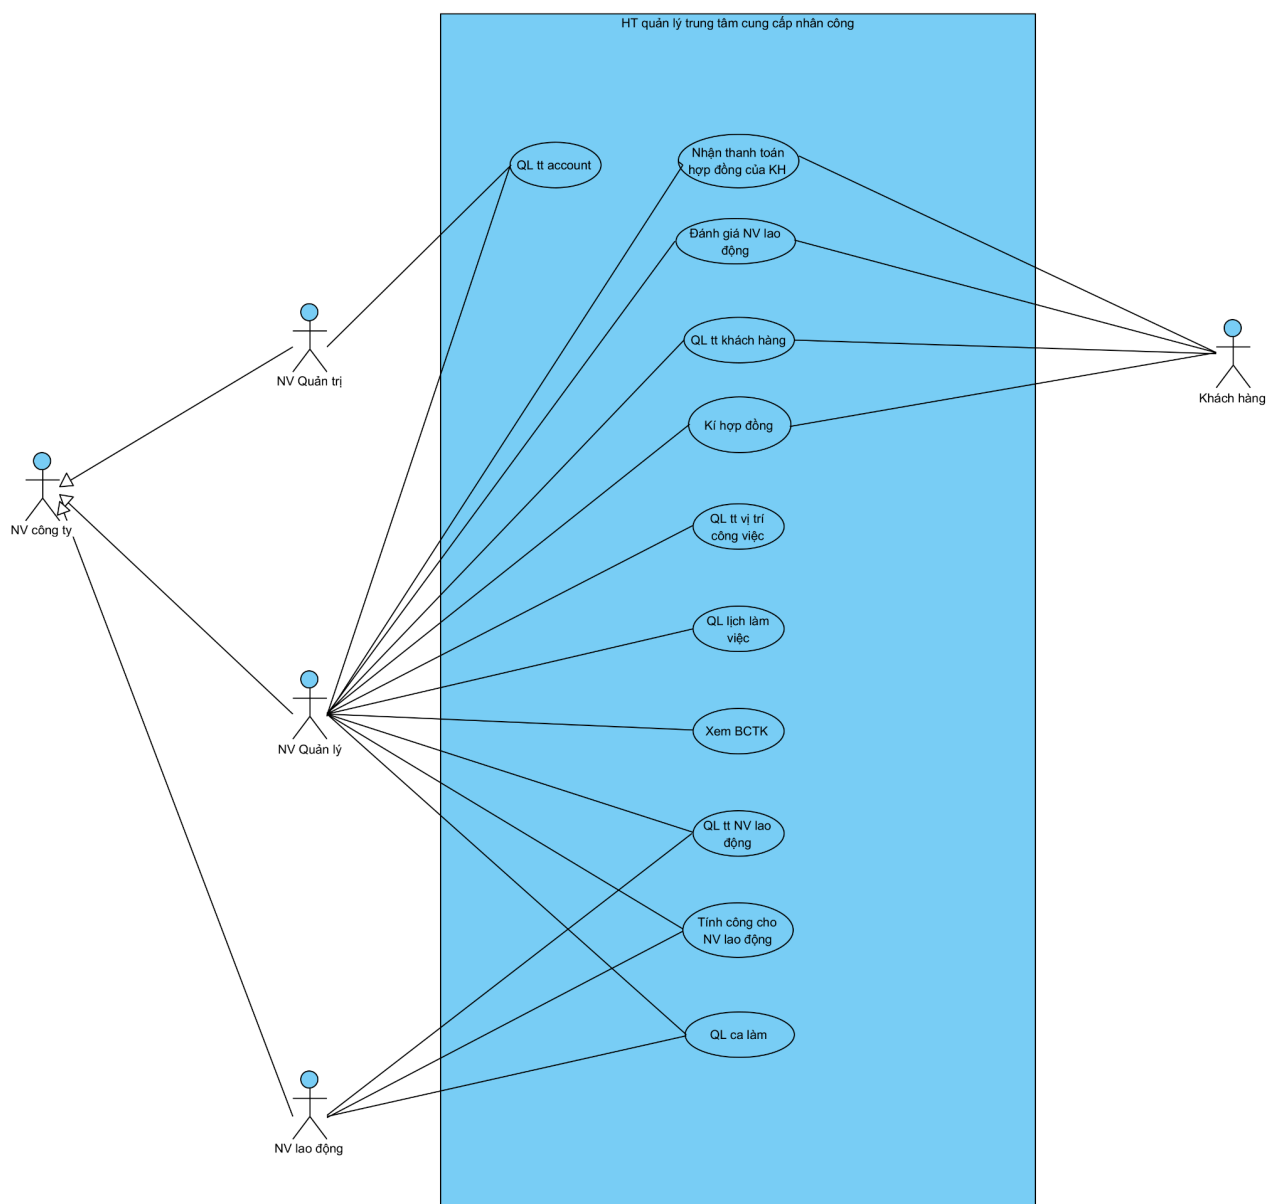 HT quản lý trung tâm cung cấp nhân công
QL tt account
Nhận thanh toán
hợp đồng của KH
Đánh giá NV lao
động
QL tt khách hàng
NV Quản trị
Khách hàng
Kí hợp đồng
NV công ty
QL tt vị trí
công việc
QL lịch làm
việc
Xem BCTK
NV Quản lý
QL tt NV lao
động
Tính công cho
NV lao động
QL ca làm
NV lao động